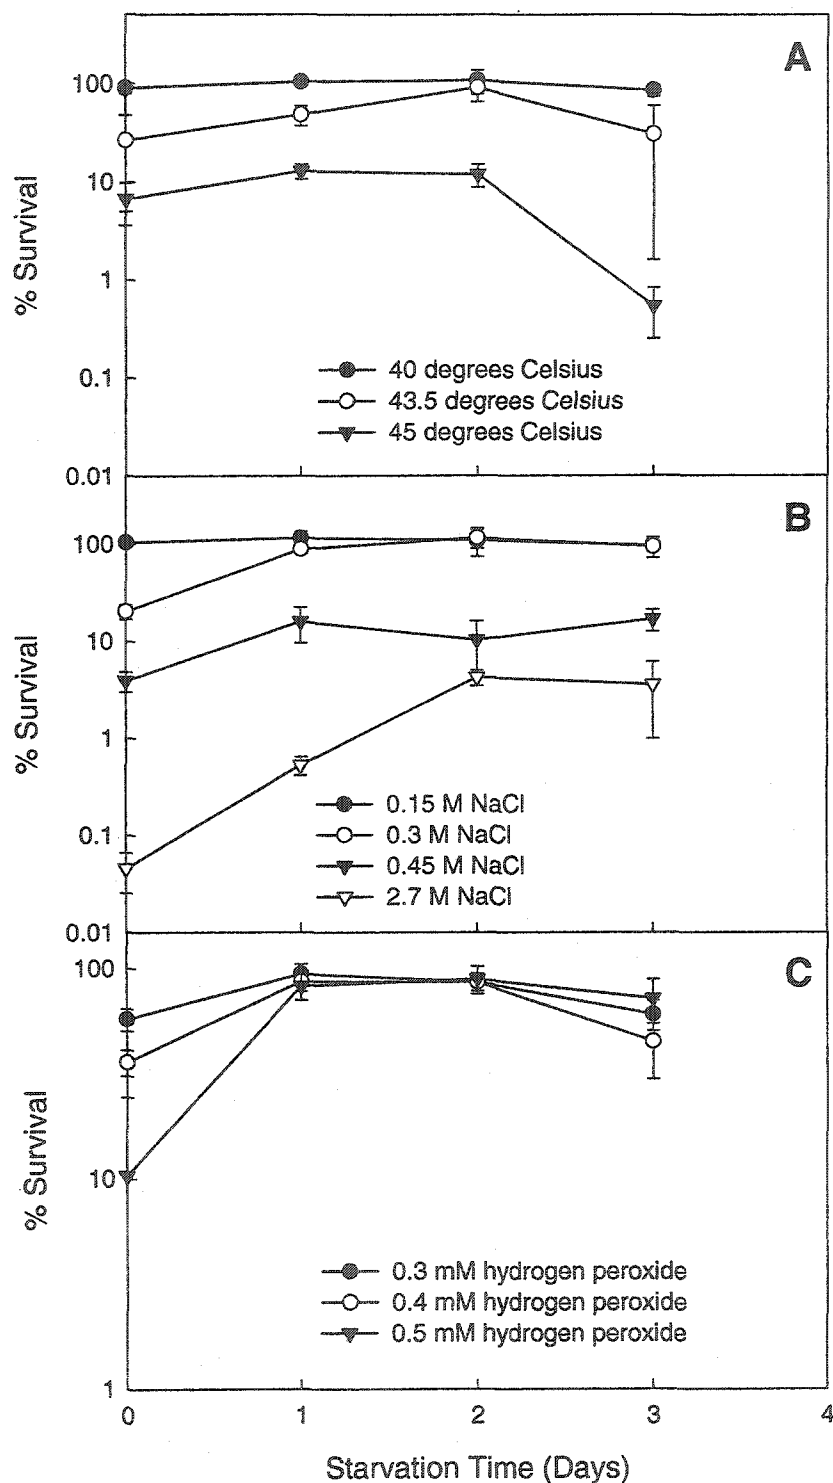 A
100
10
1
0.1
0.01
% Survival
40 degrees Celsius
43.5 degrees Celsius
45 degrees Celsius
B
100
10
1
0.1
0.01
% Survival
0.15 M NaCl
0.3 M NaCl
0.45 M NaCl
2.7 M NaCl
C
100
10
1
% Survival
0.3 mM hydrogen peroxide
0.4 mM hydrogen peroxide
0.5 mM hydrogen peroxide
0 1 2 3 4
Starvation Time (Days)